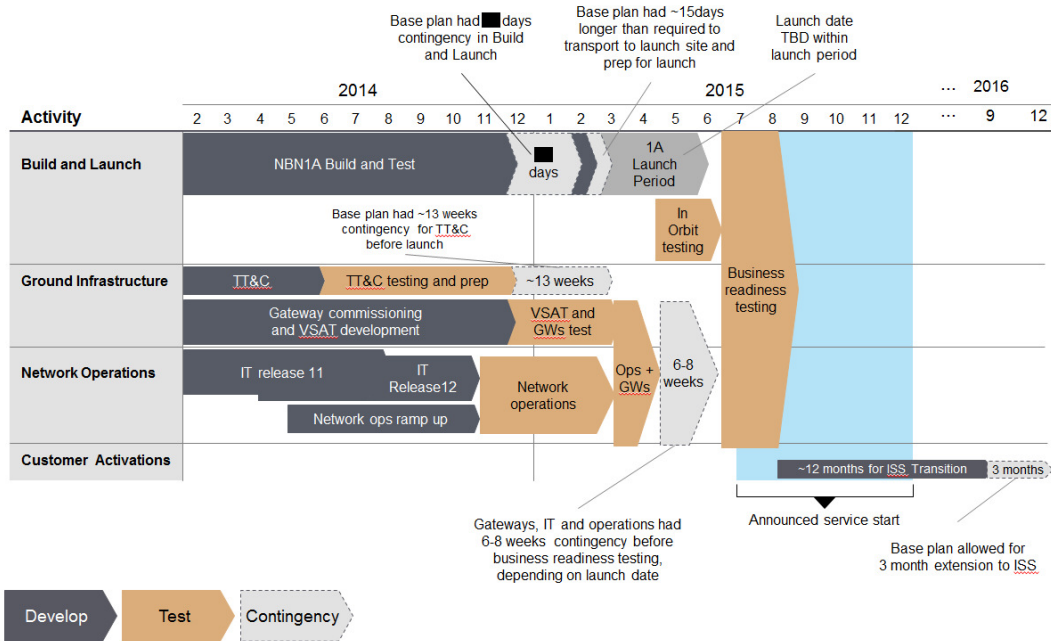 Base plan had days
contingency in Build
and Launch
Base plan had ~15days
longer than required to
transport to launch site and
prep for launch
Launch date
TBD within
launch period
2014
2015
... 2016
Activity
2 3 4 5 6 7 8 9 10 11 12 1 2 3 4 5 6 7 8 9 10 11 12 ... 9 12
Build and Launch
NBN1A Build and Test
days
1A
Launch
Period
In
Orbit
testing
Base plan had ~13 weeks
contingency for TT&C
before launch
Business
readiness
testing
Ground Infrastructure
TT&C
TT&C testing and prep
~13 weeks
Gateway commissioning
and VSAT development
VSAT and
GWs test
Network Operations
IT release 11
IT
Release12
Network
operations
Ops +
GWs
6-8
weeks
Network ops ramp up
Customer Activations
~12 months for ISS Transition
3 months
Announced service start
Gateways, IT and operations had
6-8 weeks contingency before
business readiness testing,
depending on launch date
Base plan allowed for
3 month extension to ISS
Develop
Test
Contingency